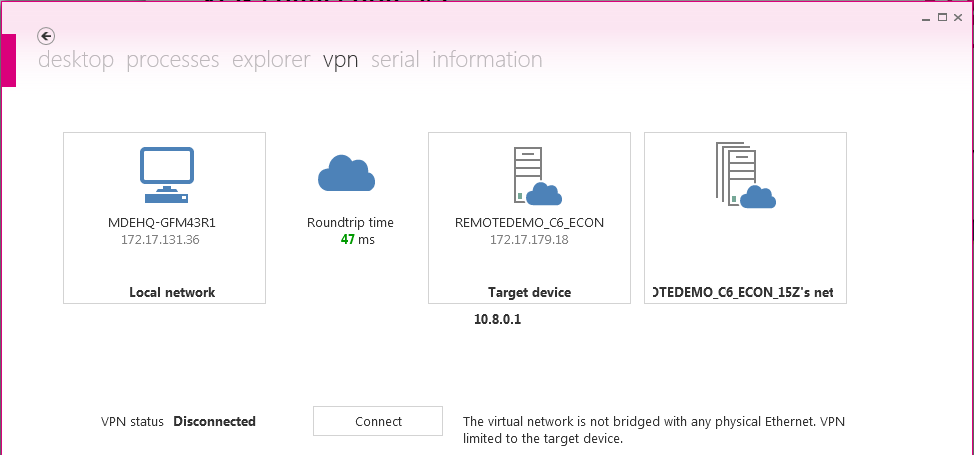 desktop processes explorer vpn serial information
MDEHQ-GFM43R1
172.17.131.36
Local network
Roundtrip time
47 ms
REMOTEDEMO_C6_ECON
172.17.179.18
Target device
10.8.0.1
OTEDEMO_C6_ECON_15Z's net
VPN status Disconnected
Connect
The virtual network is not bridged with any physical Ethernet. VPN
limited to the target device.